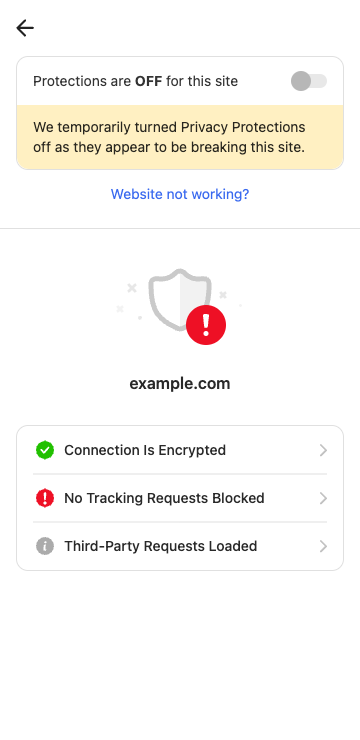 Protections are OFF for this site
We temporarily turned Privacy Protections
off as they appear to be breaking this site.
Website not working?
example.com
Connection Is Encrypted
No Tracking Requests Blocked
Third-Party Requests Loaded